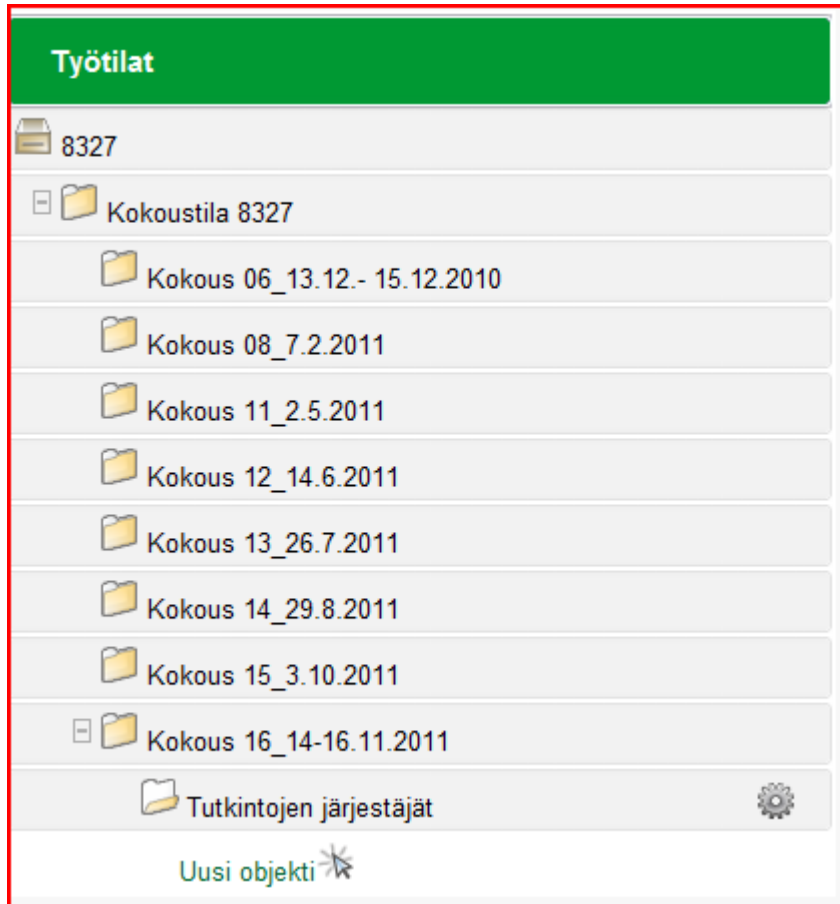 Työtilat
8327
Kokoustila 8327
Kokous 06_13.12.- 15.12.2010
Kokous 08_7.2.2011
Kokous 11_2.5.2011
Kokous 12_14.6.2011
Kokous 13_26.7.2011
Kokous 14_29.8.2011
Kokous 15_3.10.2011
Kokous 16_14-16.11.2011
Tutkintojen järjestäjät
Uusi objekti